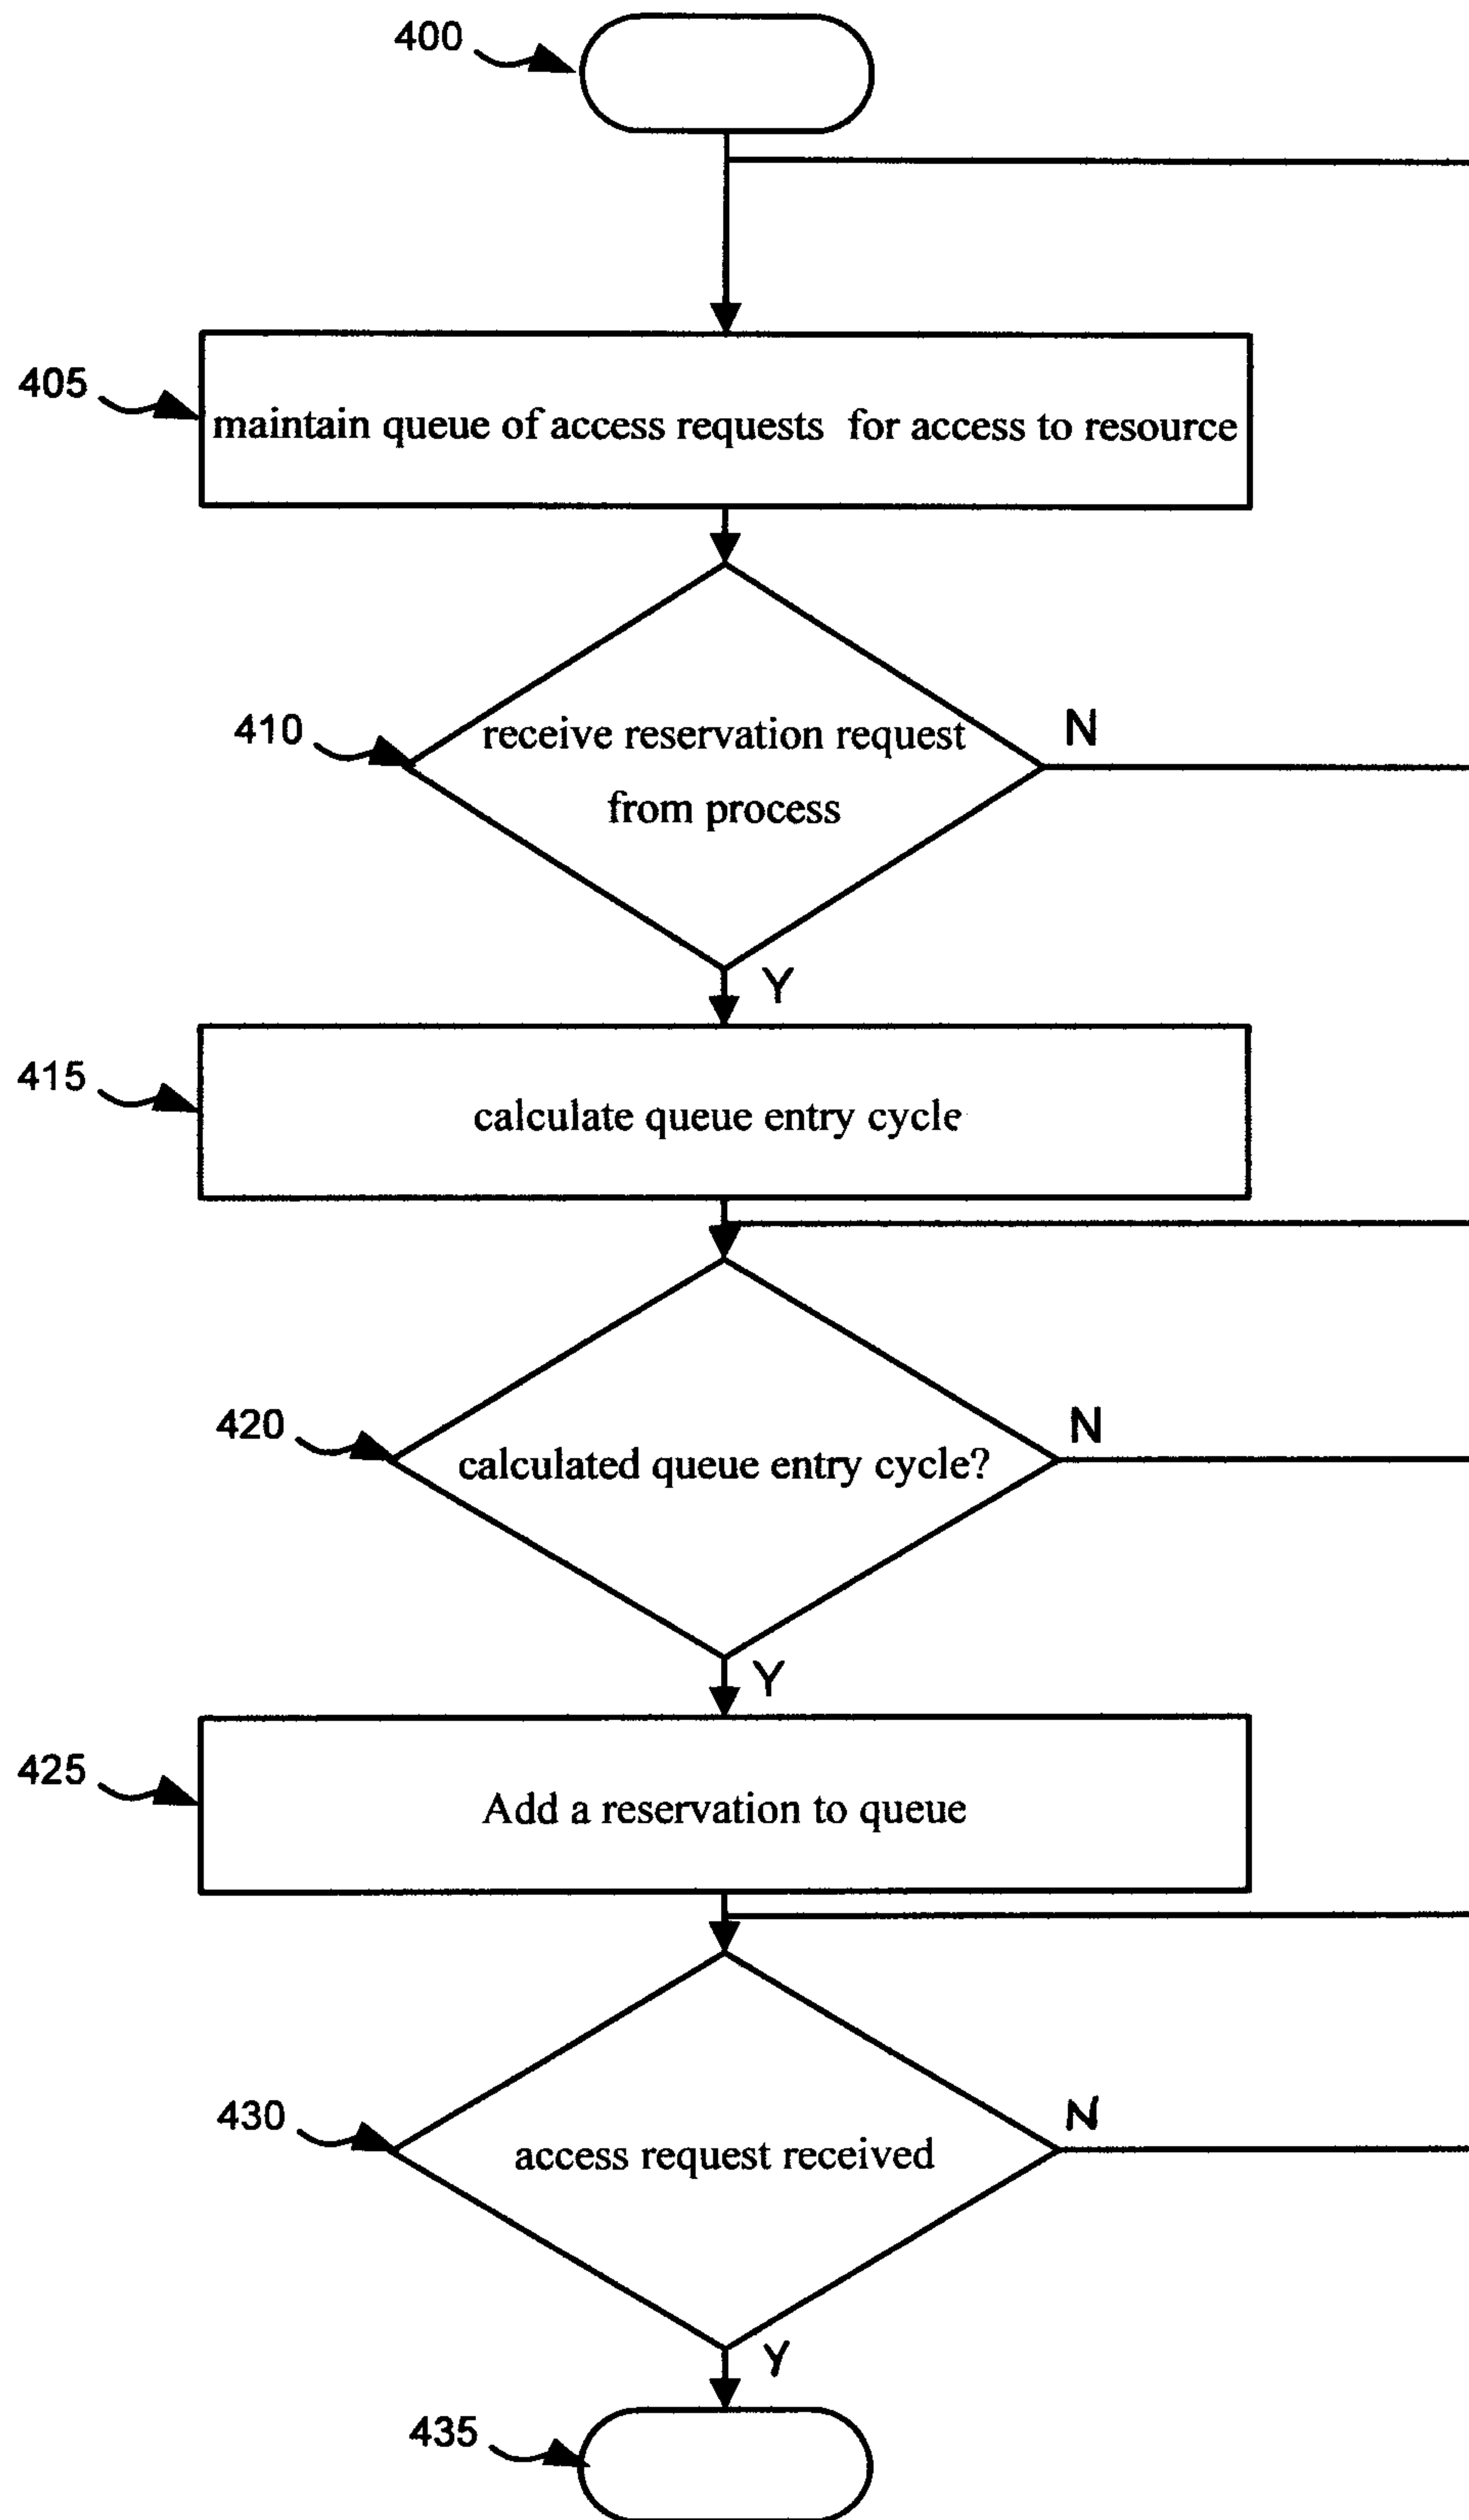 400
405
maintain queue of access requests for access to resource
410
receive reservation request
from process
N
Y
415
calculate queue entry cycle
420
calculated queue entry cycle?
N
Y
425
Add a reservation to queue
430
access request received
N
Y
435